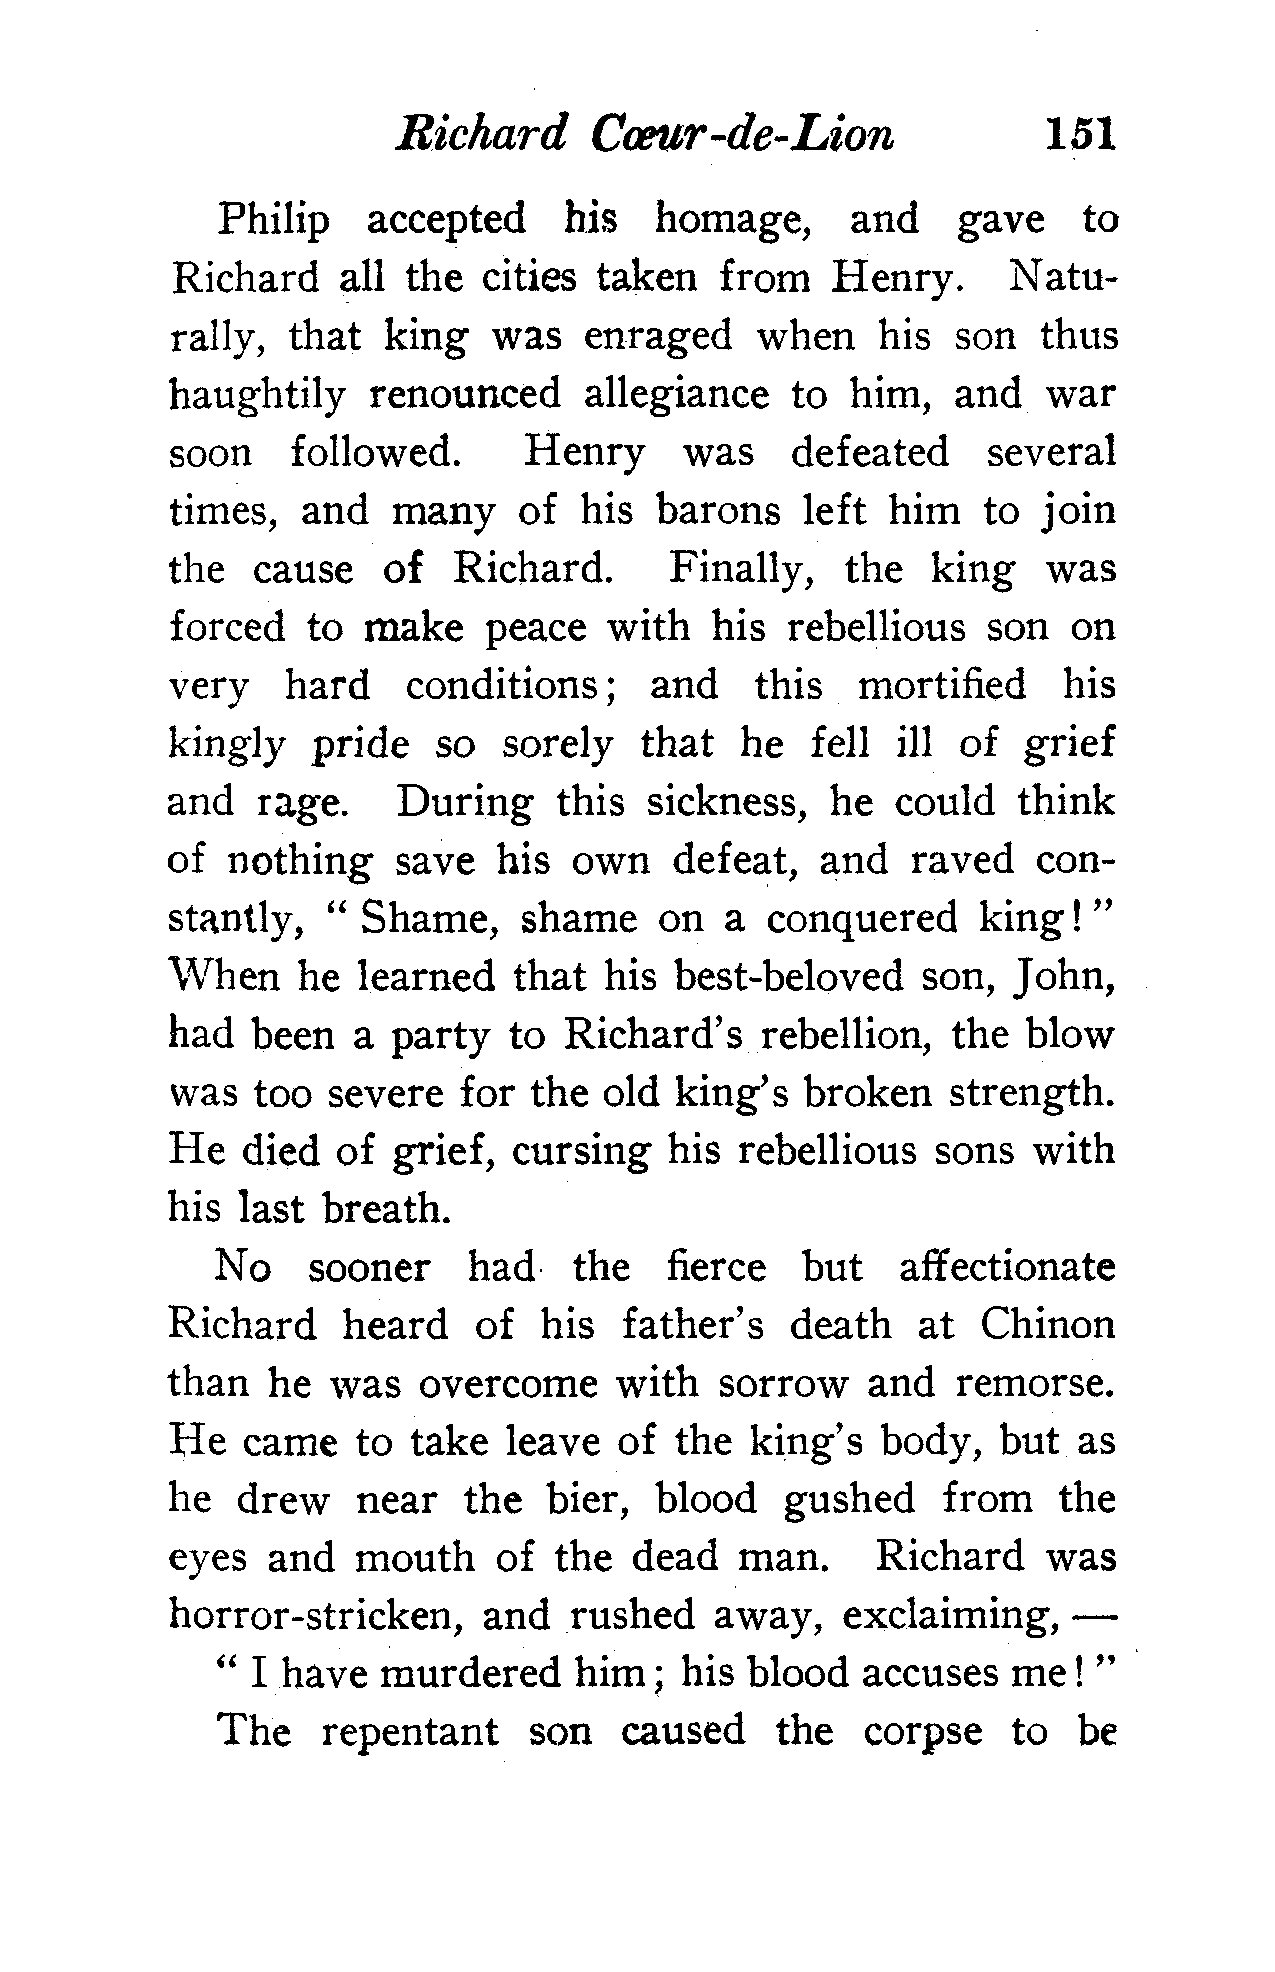 Richard Cœur-de-Lion 151
Philip accepted his homage, and gave to
Richard all the cities taken from Henry. Natu-
rally, that king was enraged when his son thus
haughtily renounced allegiance to him, and war
soon followed. Henry was defeated several
times, and many of his barons left him to join
the cause of Richard. Finally, the king was
forced to make peace with his rebellious son on
very hard conditions; and this mortified his
kingly pride so sorely that he fell ill of grief
and rage. During this sickness, he could think
of nothing save his own defeat, and raved con-
stantly, “Shame, shame on a conquered king!”
When he learned that his best-beloved son, John,
had been a party to Richard’s rebellion, the blow
was too severe for the old king’s broken strength.
He died of grief, cursing his rebellious sons with
his last breath.
No sooner had the fierce but affectionate
Richard heard of his father’s death at Chinon
than he was overcome with sorrow and remorse.
He came to take leave of the king’s body, but as
he drew near the bier, blood gushed from the
eyes and mouth of the dead man. Richard was
horror-stricken, and rushed away, exclaiming, —
“I have murdered him; his blood accuses me!”
The repentant son caused the corpse to be